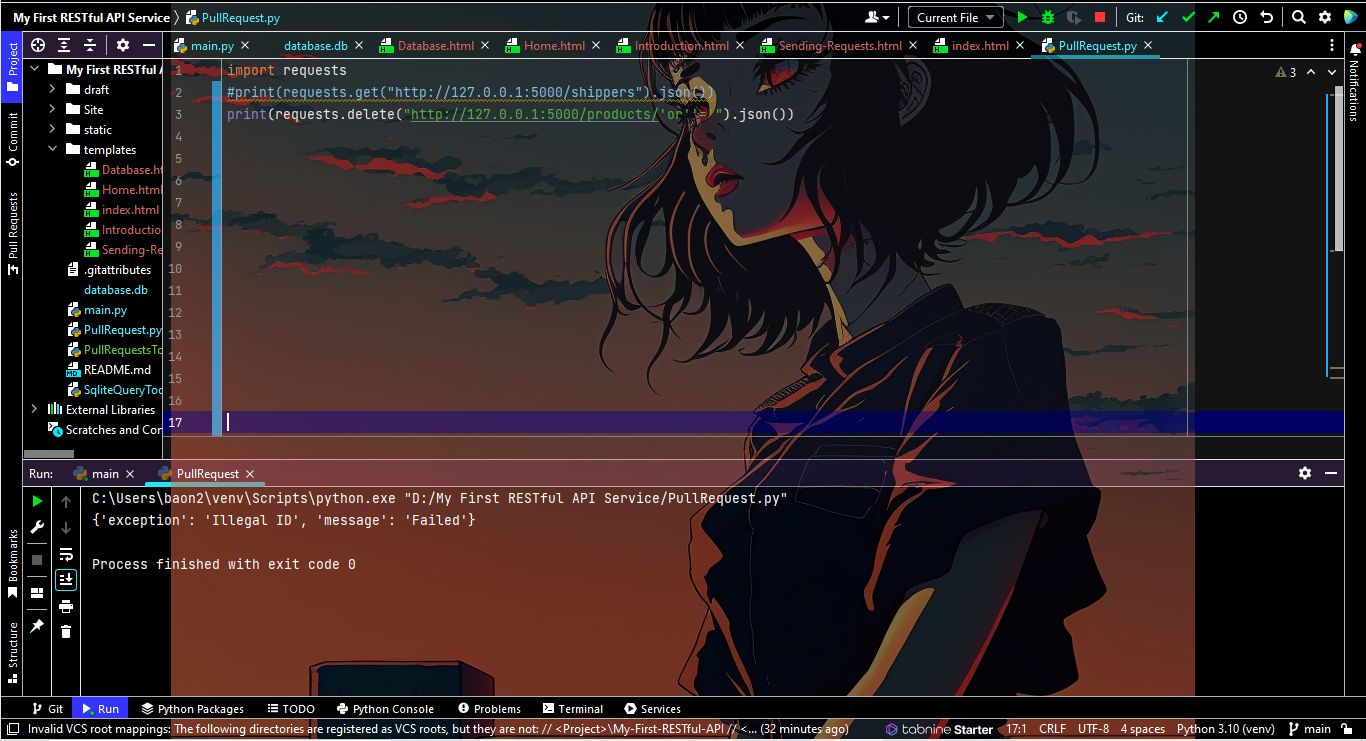 My First RESTful API Service 〉 PullRequest.py
Current File
Git:
Project
Commit
Pull Requests
Bookmarks
Structure
Notifications
main.py
database.db
Database.html
Home.html
Introduction.html
Sending-Requests.html
index.html
PullRequest.py
My First RESTful A
draft
Site
static
templates
Database.ht
Home.html
index.html
Introduction
Sending-Re
.gitattributes
database.db
main.py
PullRequest.py
PullRequestsTo
README.md
SqliteQueryToo
External Libraries
Scratches and Con
3
1 import requests
2 #print(requests.get("http://127.0.0.1:5000/shippers").json())
3 print(requests.delete("http://127.0.0.1:5000/products/'or
").json())
4
5
6
7
8
9
10
11
12
13
14
15
16
17
Run: main PullRequest
C:\Users\baon2\venv\Scripts\python.exe "D:/My First RESTful API Service/PullRequest.py"
{'exception': 'Illegal ID', 'message': 'Failed'}
Process finished with exit code 0
Git Run Python Packages TODO Python Console Problems Terminal Services
Invalid VCS root mappings: The following directories are registered as VCS roots, but they are not: // <Project>\My-First-RESTful-API // <... (32 minutes ago) tabnine Starter 17:1 CRLF UTF-8 4 spaces Python 3.10 (venv) main